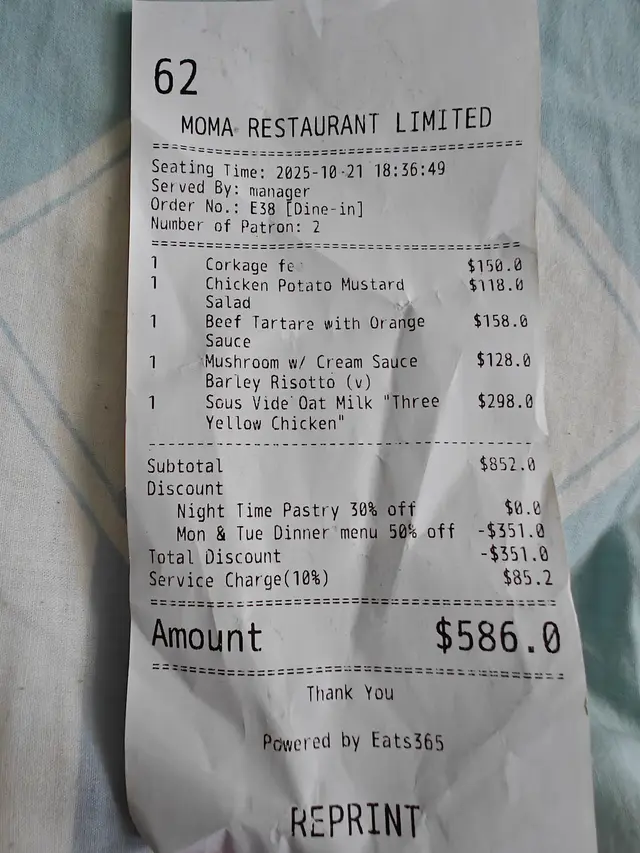 62
MOMA RESTAURANT LIMITED
Seating Time: 2025-10-21 18:36:49
Served By: manager
Order No.: E38 [Dine-in]
Number of Patron: 2
1 Corkage fe $150.0
1 Chicken Potato Mustard $118.0
Salad
1 Beef Tartare with Orange $158.0
Sauce
1 Mushroom w/ Cream Sauce $128.0
Barley Risotto (v)
1 Sous Vide Oat Milk "Three $298.0
Yellow Chicken"
Subtotal $852.0
Discount
Night Time Pastry 30% off $0.0
Mon & Tue Dinner menu 50% off -$351.0
Total Discount -$351.0
Service Charge(10%) $85.2
Amount $586.0
Thank You
Powered by Eats365
REPRINT